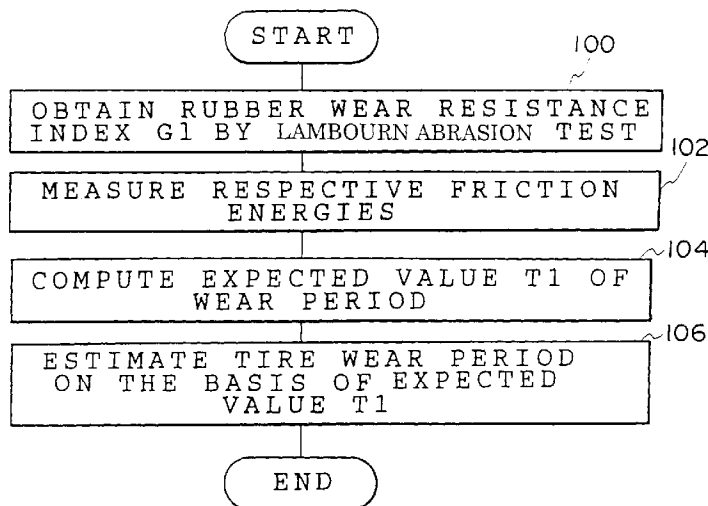 START
100
OBTAIN RUBBER WEAR RESISTANCE
INDEX G1 BY LAMBOURN ABRASION TEST
102
MEASURE RESPECTIVE FRICTION
ENERGIES
104
COMPUTE EXPECTED VALUE T1 OF
WEAR PERIOD
106
ESTIMATE TIRE WEAR PERIOD
ON THE BASIS OF EXPECTED
VALUE T1
END